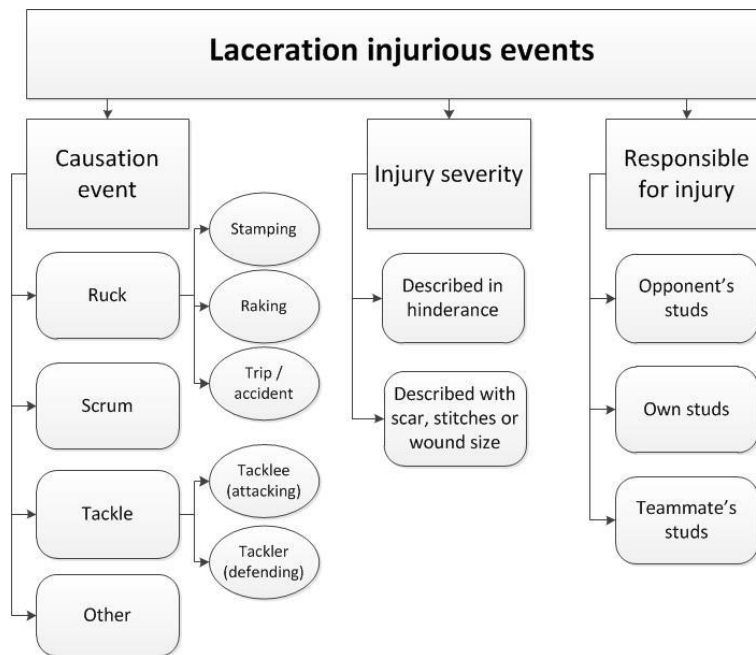 Laceration injurious events
Causation
event
Ruck
Stamping
Raking
Trip /
accident
Scrum
Tackle
Tacklee
(attacking)
Tackler
(defending)
Other
Injury severity
Described in
hinderance
Described with
scar, stitches or
wound size
Responsible
for injury
Opponent's
studs
Own studs
Teammate's
studs